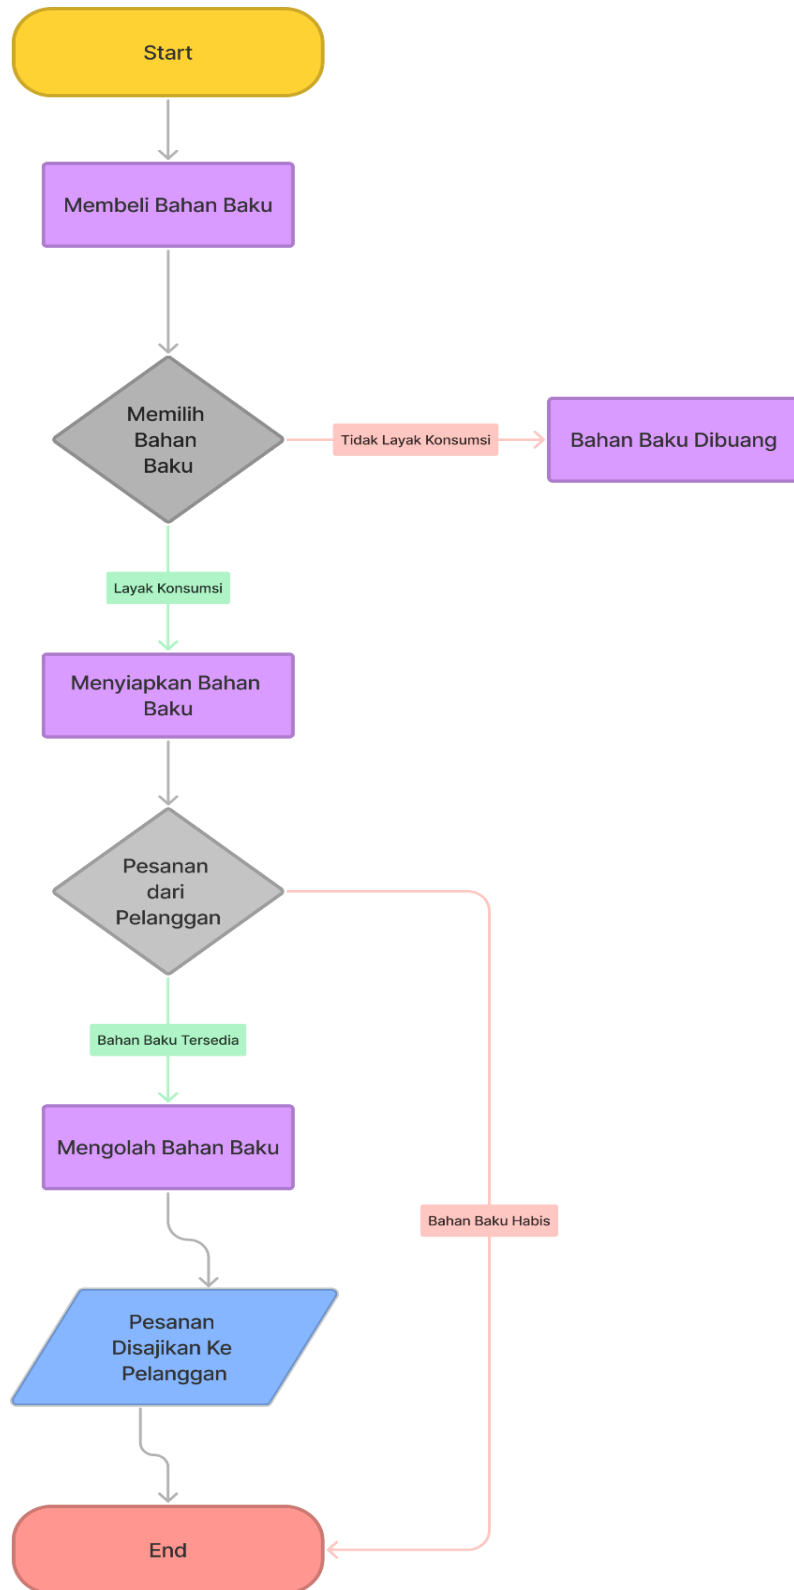 Start
Membeli Bahan Baku
Memilih
Bahan
Baku
Tidak Layak Konsumsi
Bahan Baku Dibuang
Layak Konsumsi
Menyiapkan Bahan
Baku
Pesanan
dari
Pelanggan
Bahan Baku Tersedia
Mengolah Bahan Baku
Bahan Baku Habis
Pesanan
Disajikan Ke
Pelanggan
End